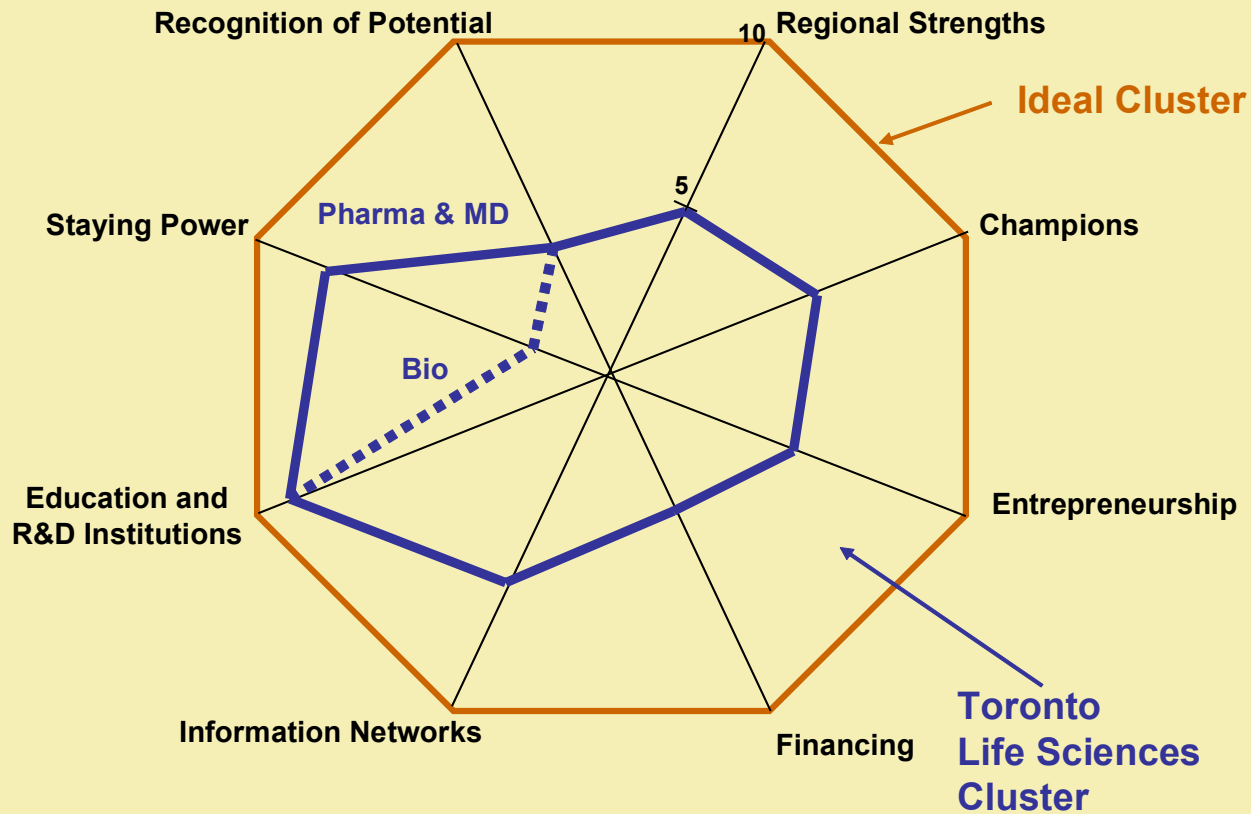 Recognition of Potential
10 Regional Strengths
Ideal Cluster
5
Pharma & MD
Staying Power
Champions
Bio
Education and
R&D Institutions
Entrepreneurship
Information Networks
Financing
Toronto
Life Sciences
Cluster